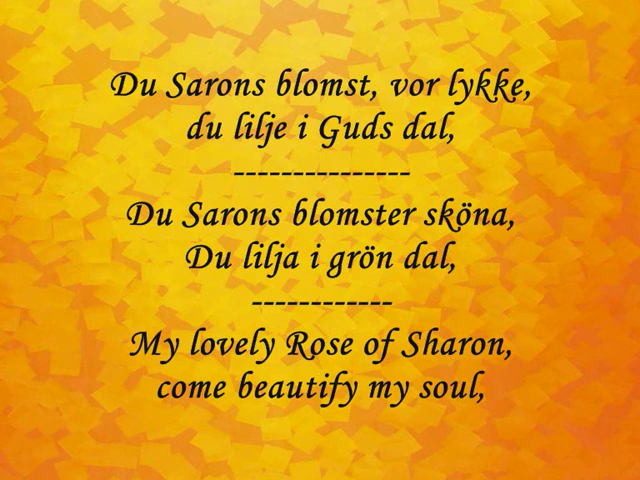 Du Sarons blomst, vor lykke,
du lilje i Guds dal,
---------------
Du Sarons blomster sköna,
Du lilja i grön dal,
------------
My lovely Rose of Sharon,
come beautify my soul,